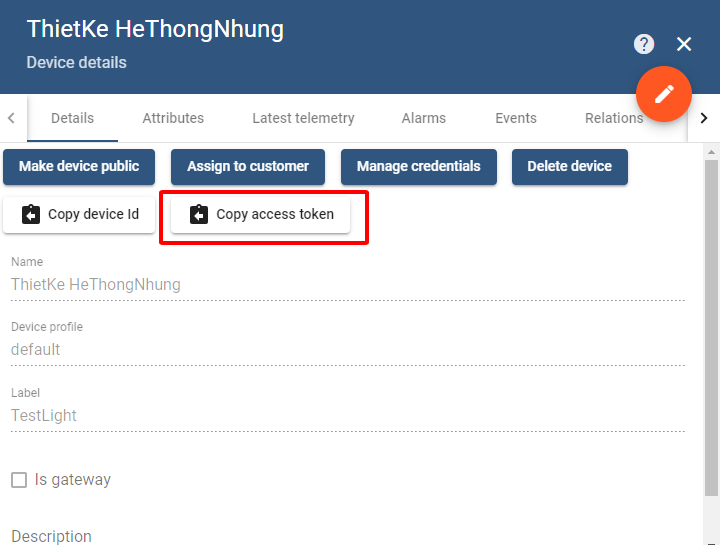 ThietKe HeThongNhung
Device details
Details Attributes Latest telemetry Alarms Events Relations
Make device public Assign to customer Manage credentials Delete device
Copy device Id Copy access token
Name
ThietKe HeThongNhung
Device profile
default
Label
TestLight
Is gateway
Description